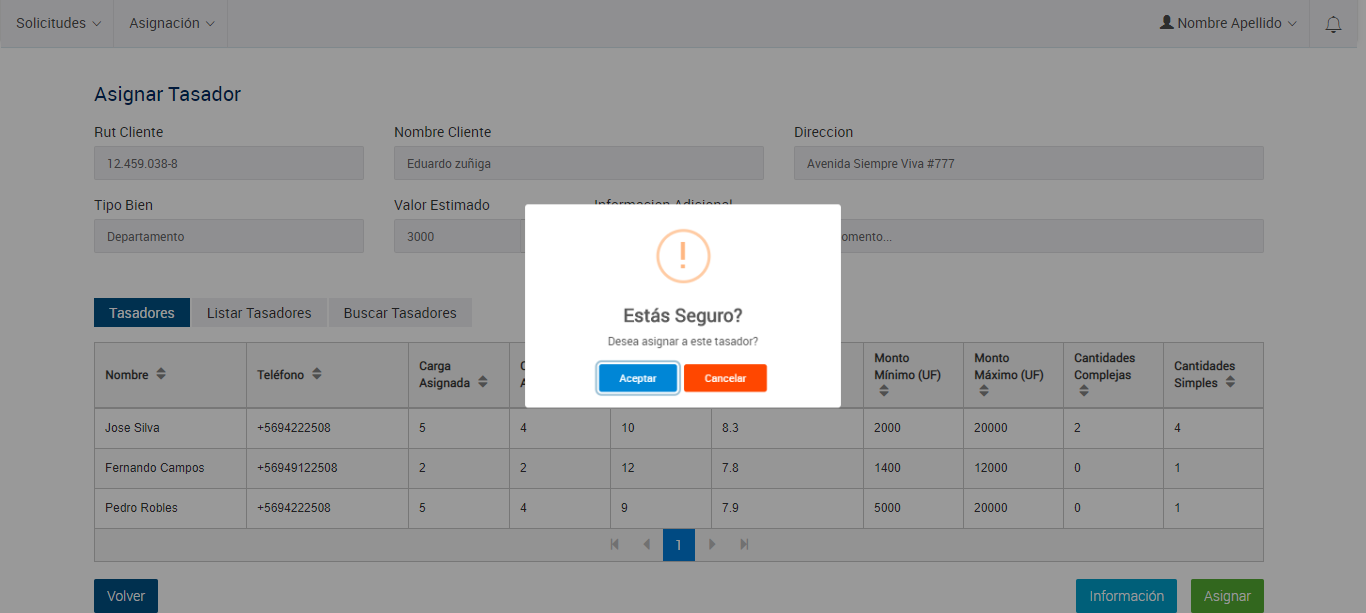 Solicitudes Asignación Nombre Apellido
Asignar Tasador
Rut Cliente Nombre Cliente Direccion
12.459.038-8 Eduardo zuñiga Avenida Siempre Viva #777
Tipo Bien Valor Estimado Informacion Adicional
Departamento 3000 omento...
!
Estás Seguro?
Desea asignar a este tasador?
Aceptar Cancelar
Tasadores Listar Tasadores Buscar Tasadores
Nombre Teléfono Carga Asignada Monto Mínimo (UF) Monto Máximo (UF) Cantidades Complejas Cantidades Simples
Jose Silva +5694222508 5 4 10 8.3 2000 20000 2 4
Fernando Campos +56949122508 2 2 12 7.8 1400 12000 0 1
Pedro Robles +5694222508 5 4 9 7.9 5000 20000 0 1
1
Volver Información Asignar